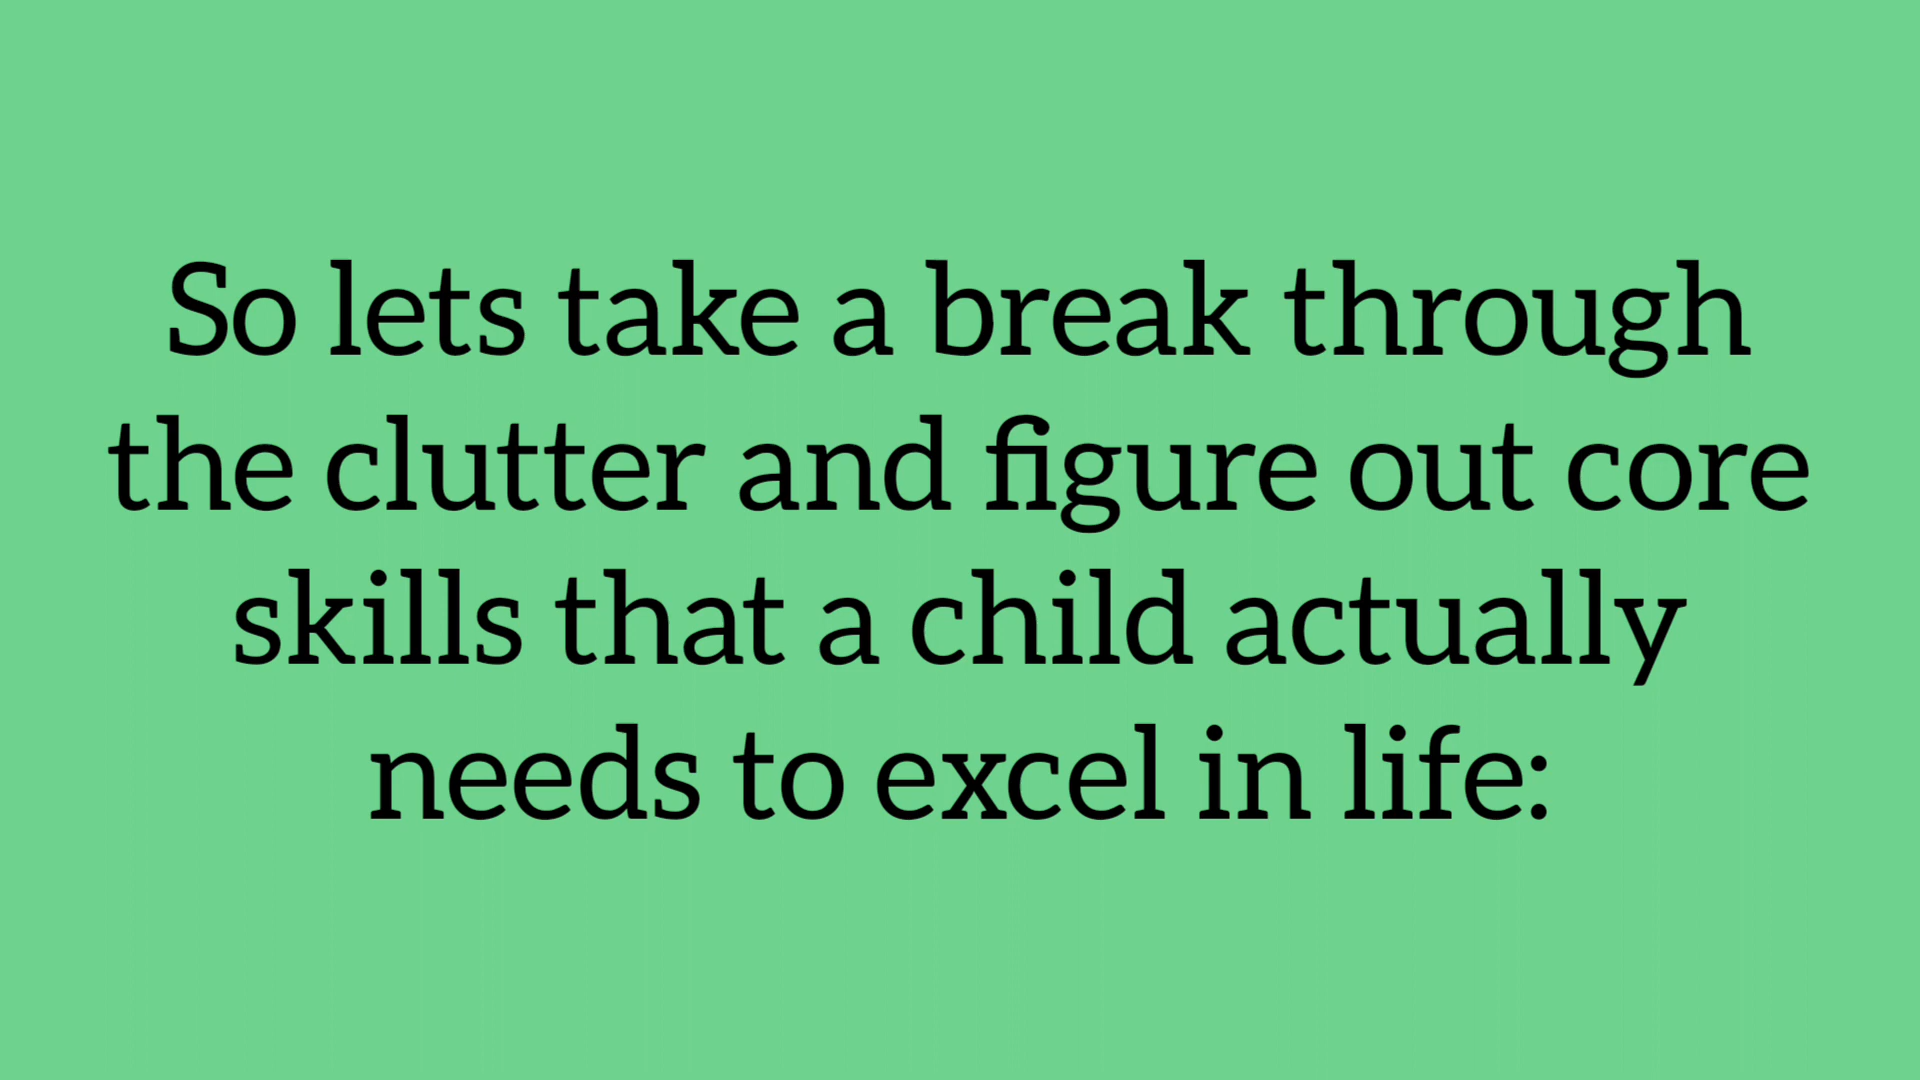 So lets take a break through
the clutter and figure out core
skills that a child actually
needs to excel in life: